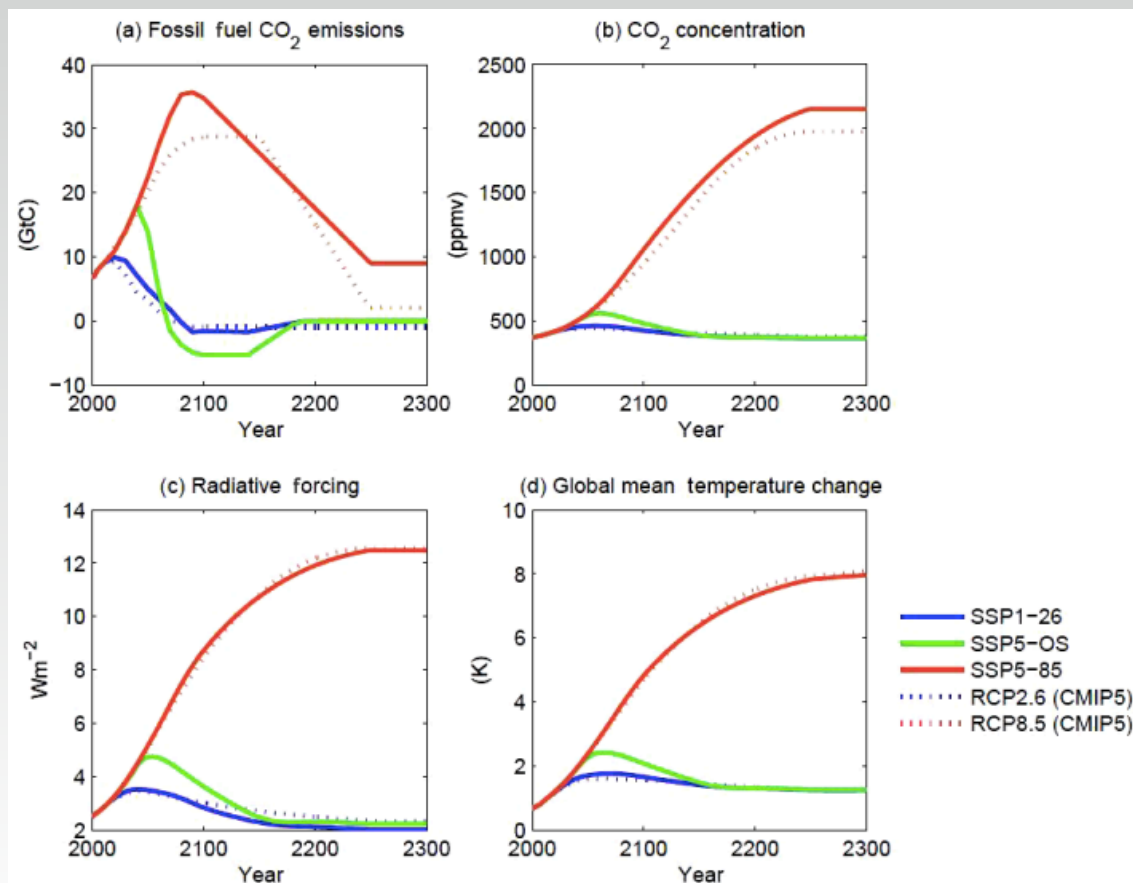 (a) Fossil fuel CO2 emissions
40
30
20
10
0
−10
(GtC)
2000 2100 2200 2300
Year
(b) CO2 concentration
2500
2000
1500
1000
500
0
(ppmv)
2000 2100 2200 2300
Year
(c) Radiative forcing
14
12
10
8
6
4
2
Wm−2
2000 2100 2200 2300
Year
(d) Global mean temperature change
10
8
6
4
2
0
(K)
2000 2100 2200 2300
Year
SSP1−26
SSP5−OS
SSP5−85
RCP2.6 (CMIP5)
RCP8.5 (CMIP5)